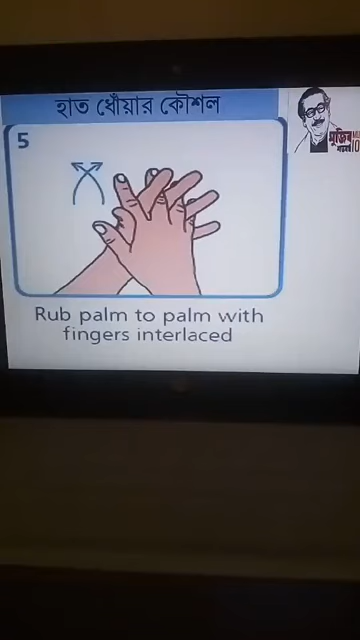 হাত ধোঁয়ার কৌশল
5
Rub palm to palm with
fingers interlaced
মুজিব